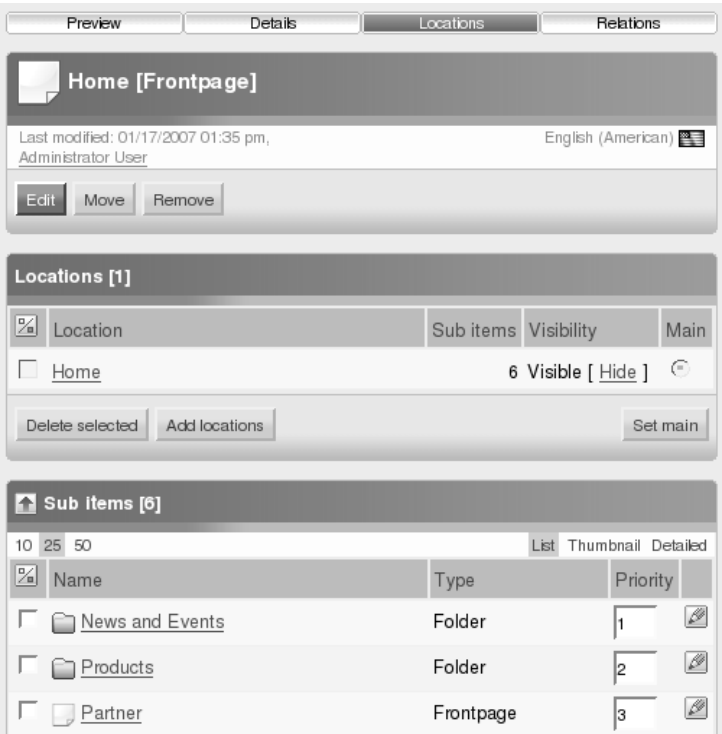 Preview Details Locations Relations
Home [Frontpage]
Last modified: 01/17/2007 01:35 pm, English (American)
Administrator User
Edit Move Remove
Locations [1]
Location Sub items Visibility Main
Home 6 Visible [ Hide ]
Delete selected Add locations Set main
Sub items [6]
10 25 50 List Thumbnail Detailed
Name Type Priority
News and Events Folder 1
Products Folder 2
Partner Frontpage 3